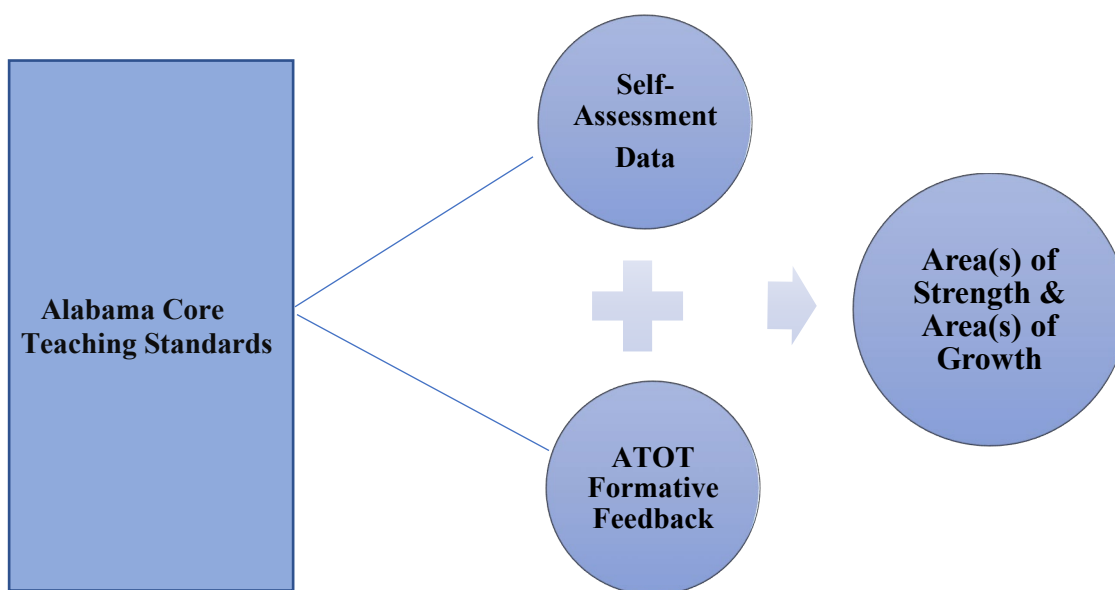 Alabama Core
Teaching Standards
Self-
Assessment
Data
ATOT
Formative
Feedback
Area(s) of
Strength &
Area(s) of
Growth